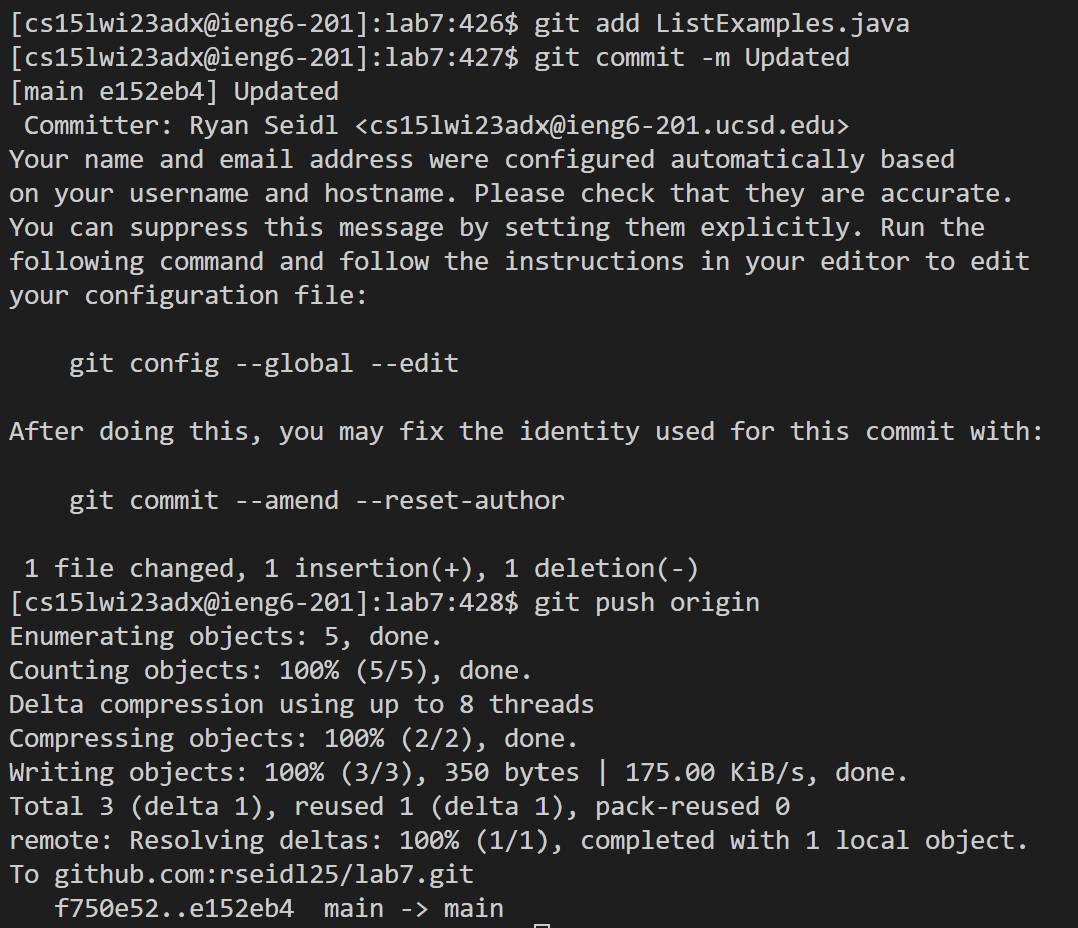 [cs15lwi23adx@ieng6-201]:lab7:426$ git add ListExamples.java
[cs15lwi23adx@ieng6-201]:lab7:427$ git commit -m Updated
[main e152eb4] Updated
 Committer: Ryan Seidl <cs15lwi23adx@ieng6-201.ucsd.edu>
Your name and email address were configured automatically based
on your username and hostname. Please check that they are accurate.
You can suppress this message by setting them explicitly. Run the
following command and follow the instructions in your editor to edit
your configuration file:

    git config --global --edit

After doing this, you may fix the identity used for this commit with:

    git commit --amend --reset-author

 1 file changed, 1 insertion(+), 1 deletion(-)
[cs15lwi23adx@ieng6-201]:lab7:428$ git push origin
Enumerating objects: 5, done.
Counting objects: 100% (5/5), done.
Delta compression using up to 8 threads
Compressing objects: 100% (2/2), done.
Writing objects: 100% (3/3), 350 bytes | 175.00 KiB/s, done.
Total 3 (delta 1), reused 1 (delta 1), pack-reused 0
remote: Resolving deltas: 100% (1/1), completed with 1 local object.
To github.com:rseidl25/lab7.git
   f750e52..e152eb4  main -> main